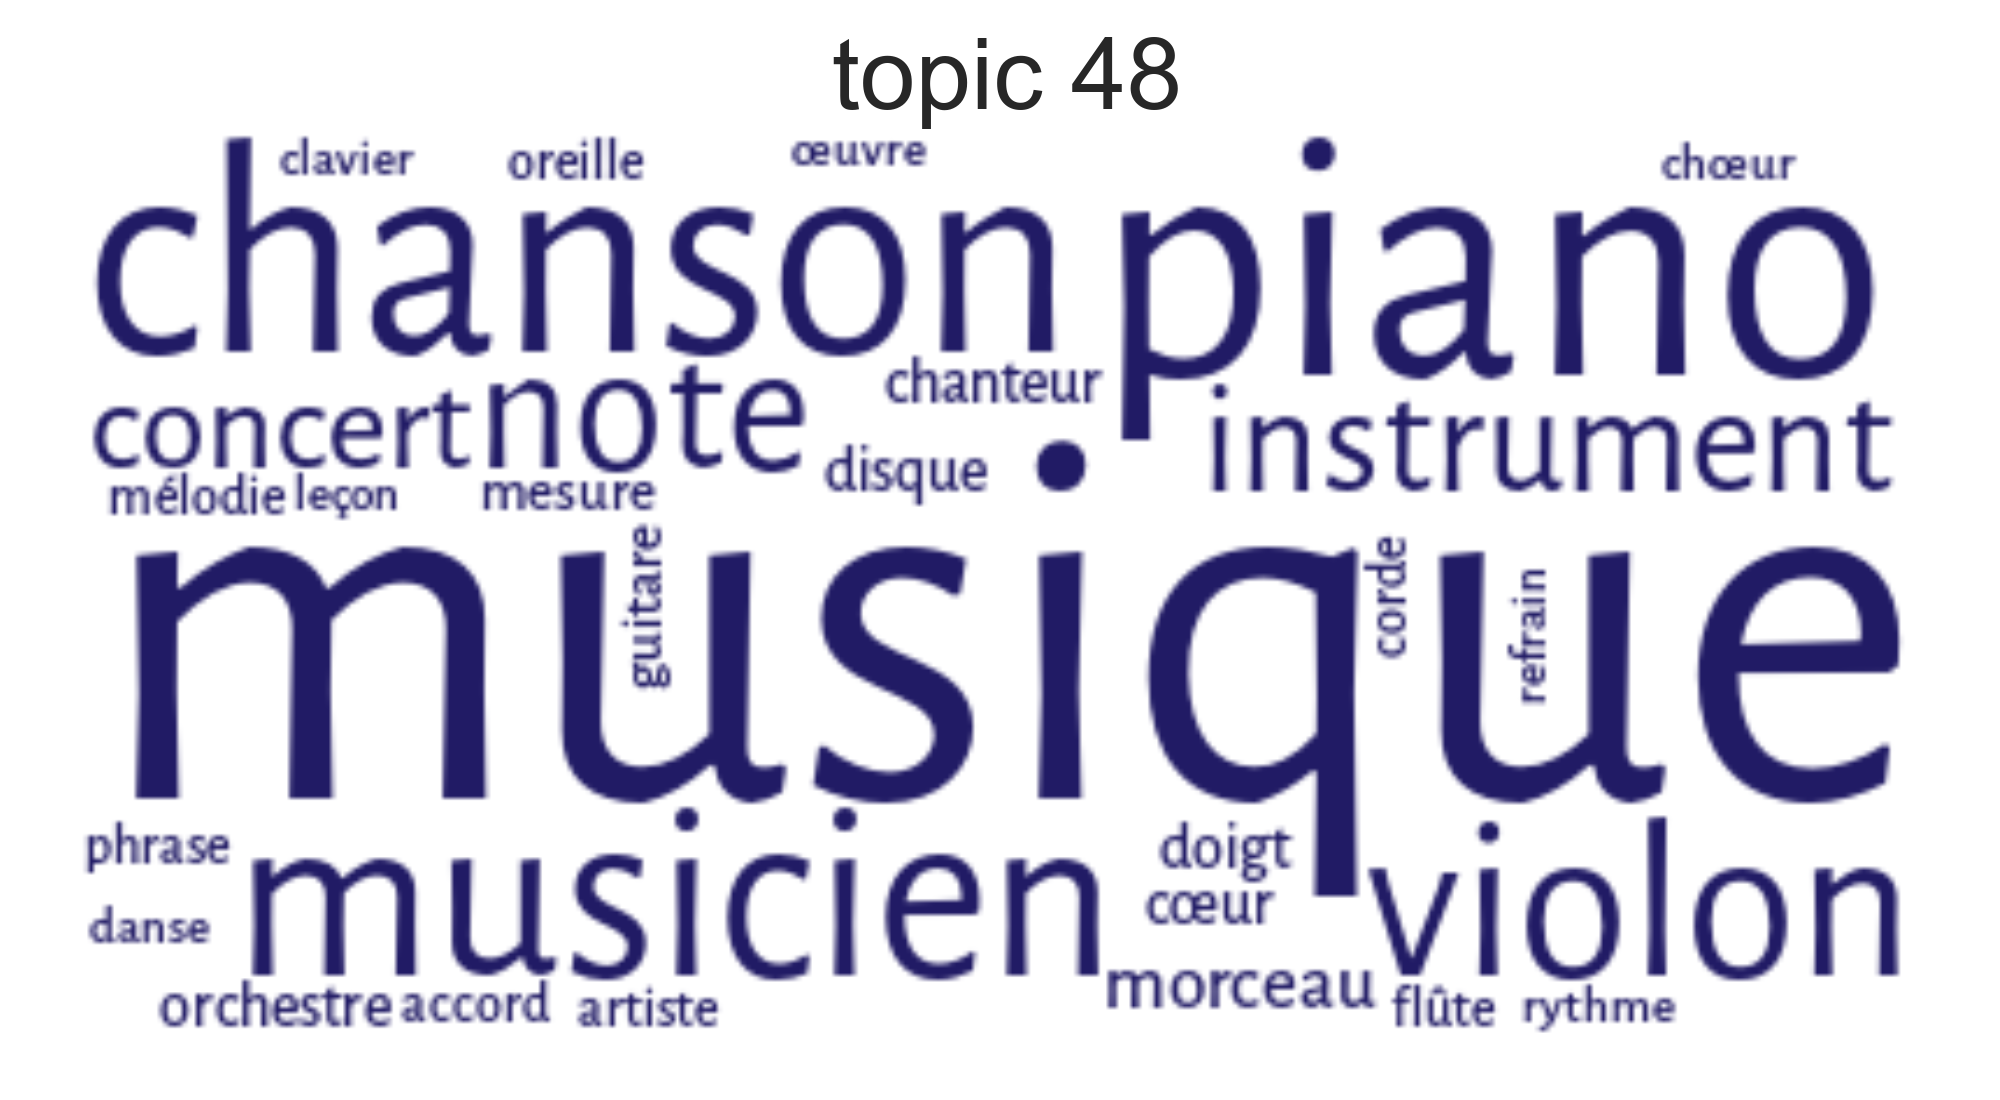 topic 48
clavier oreille œuvre chœur
chanson piano
concert note chanteur instrument
mélodie leçon mesure disque
musique
guitare
corde
refrain
phrase musicien doigt violon
danse cœur
orchestre accord artiste morceau flûte rythme